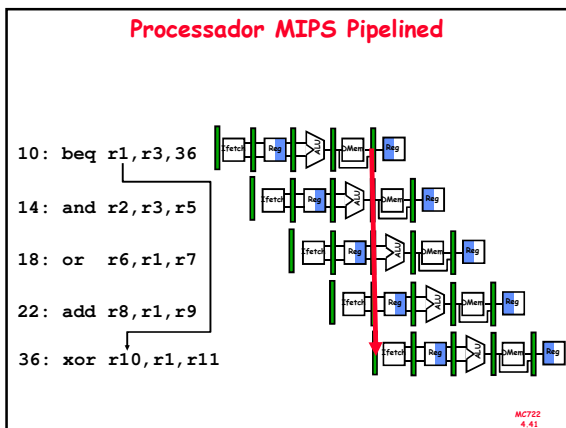 Processador MIPS Pipelined
10: beq r1,r3,36
Ifetch Reg ALU DMem Reg
14: and r2,r3,r5
Ifetch Reg ALU DMem Reg
18: or r6,r1,r7
Ifetch Reg ALU DMem Reg
22: add r8,r1,r9
Ifetch Reg ALU DMem Reg
36: xor r10,r1,r11
Ifetch Reg ALU DMem Reg
MC722
4.41